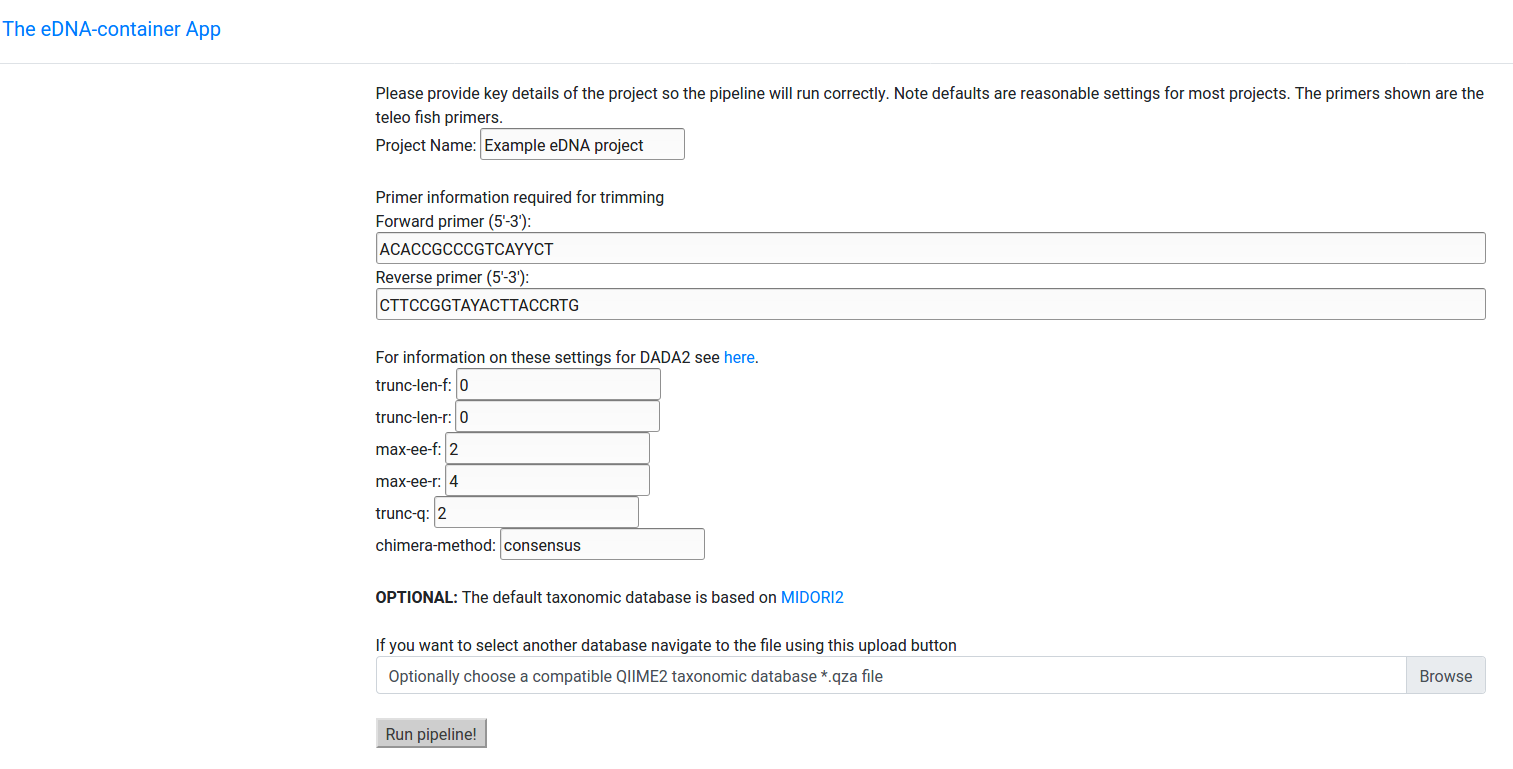 The eDNA-container App
Please provide key details of the project so the pipeline will run correctly. Note defaults are reasonable settings for most projects. The primers shown are the
teleo fish primers.
Project Name: Example eDNA project
Primer information required for trimming
Forward primer (5'-3'):
ACACCGCCCGTCAYYCT
Reverse primer (5'-3'):
CTTCCGGTAYACTTACCRTG
For information on these settings for DADA2 see here.
trunc-len-f: 0
trunc-len-r: 0
max-ee-f: 2
max-ee-r: 4
trunc-q: 2
chimera-method: consensus
OPTIONAL: The default taxonomic database is based on MIDORI2
If you want to select another database navigate to the file using this upload button
Optionally choose a compatible QIIME2 taxonomic database *.qza file Browse
Run pipeline!